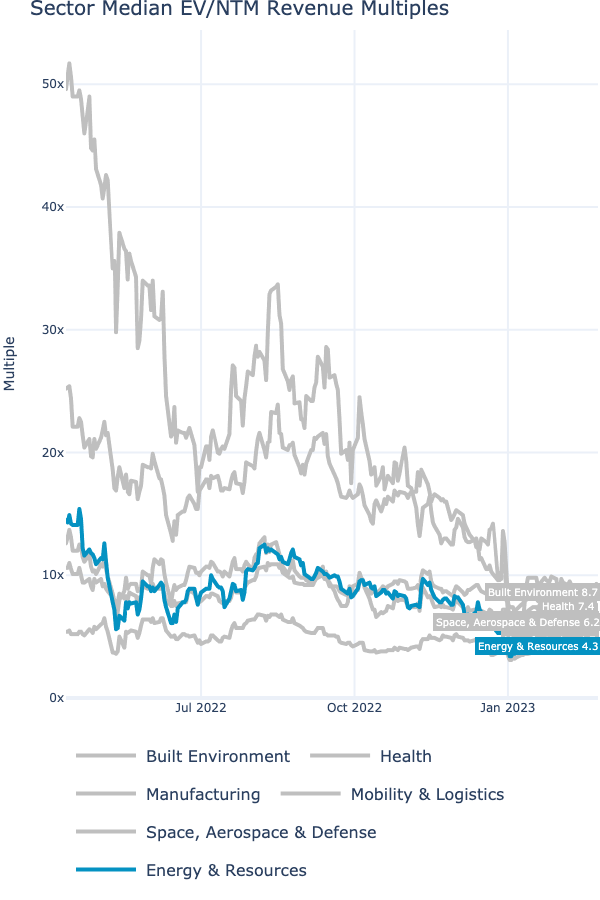 Sector Median EV/NTM Revenue Multiples
50x
40x
30x
20x
10x
0x
Multiple
Built Environment 8.7
Health 7.4
Space, Aerospace & Defense 6.2
Energy & Resources 4.3
Jul 2022
Oct 2022
Jan 2023
Built Environment
Health
Manufacturing
Mobility & Logistics
Space, Aerospace & Defense
Energy & Resources